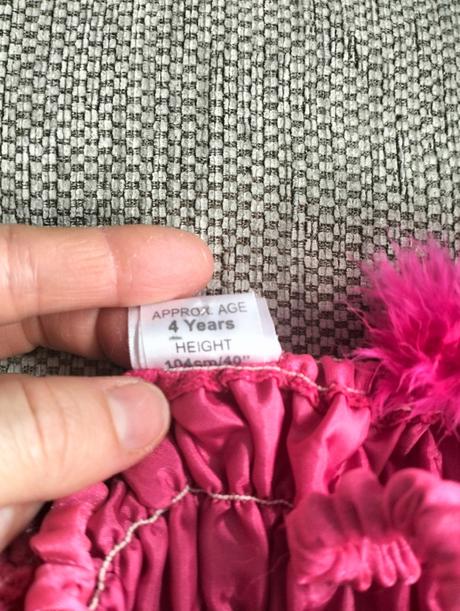 APPROX. AGE
4 Years
HEIGHT
104cm/40"